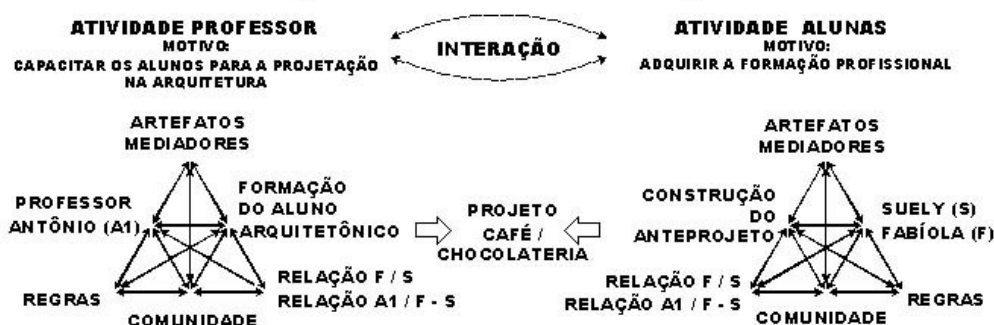 ATIVIDADE PROFESSOR
MOTIVO:
CAPACITAR OS ALUNOS PARA A PROJETAÇÃO
NA ARQUITETURA
INTERAÇÃO
ATIVIDADE ALUNAS
MOTIVO:
ADQUIRIR A FORMAÇÃO PROFISSIONAL
ARTEFATOS
MEDIADORES
PROFESSOR
ANTÔNIO (A1)
FORMAÇÃO
DO ALUNO
ARQUITETÔNICO
REGRAS
COMUNIDADE
RELAÇÃO F / S
RELAÇÃO A1 / F - S
PROJETO
CAFÉ /
CHOCOLATERIA
ARTEFATOS
MEDIADORES
CONSTRUÇÃO
DO
ANTEPROJETO
SUELY (S)
FABÍOLA (F)
RELAÇÃO F / S
RELAÇÃO A1 / F - S
COMUNIDADE
REGRAS